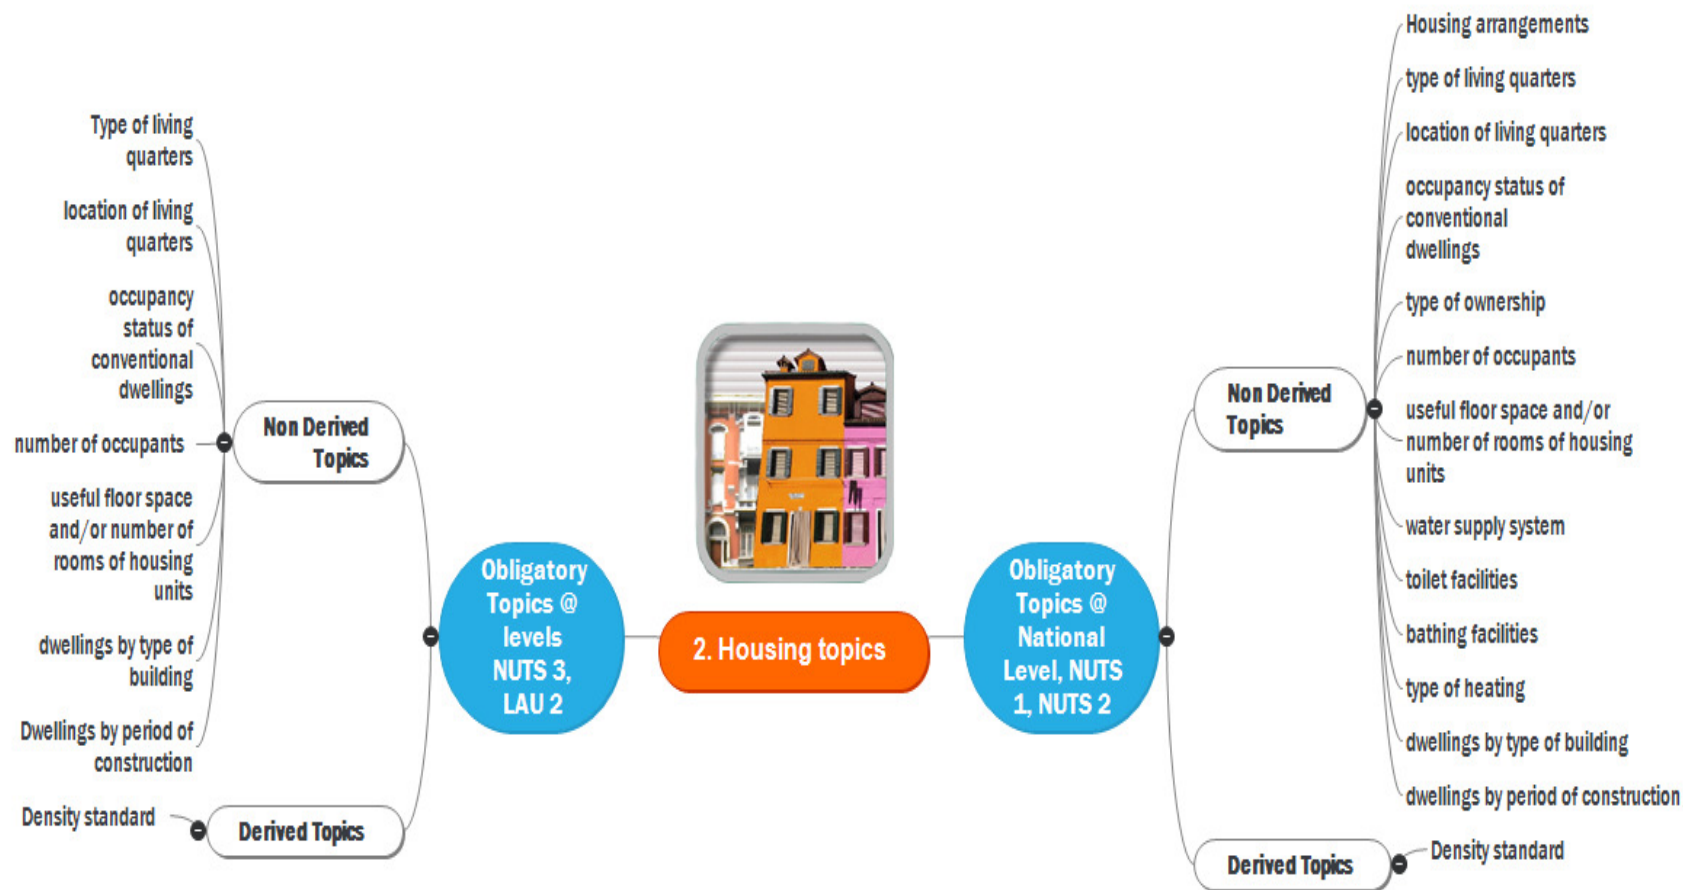 Type of living
quarters
location of living
quarters
occupancy
status of
conventional
dwellings
number of occupants
useful floor space
and/or number of
rooms of housing
units
dwellings by type of
building
Dwellings by period of
construction
Non Derived
Topics
Density standard
Derived Topics
Obligatory
Topics @
levels
NUTS 3,
LAU 2
2. Housing topics
Obligatory
Topics @
National
Level, NUTS
1, NUTS 2
Non Derived
Topics
Housing arrangements
type of living quarters
location of living quarters
occupancy status of
conventional
dwellings
type of ownership
number of occupants
useful floor space and/or
number of rooms of housing
units
water supply system
toilet facilities
bathing facilities
type of heating
dwellings by type of building
dwellings by period of construction
Derived Topics
Density standard